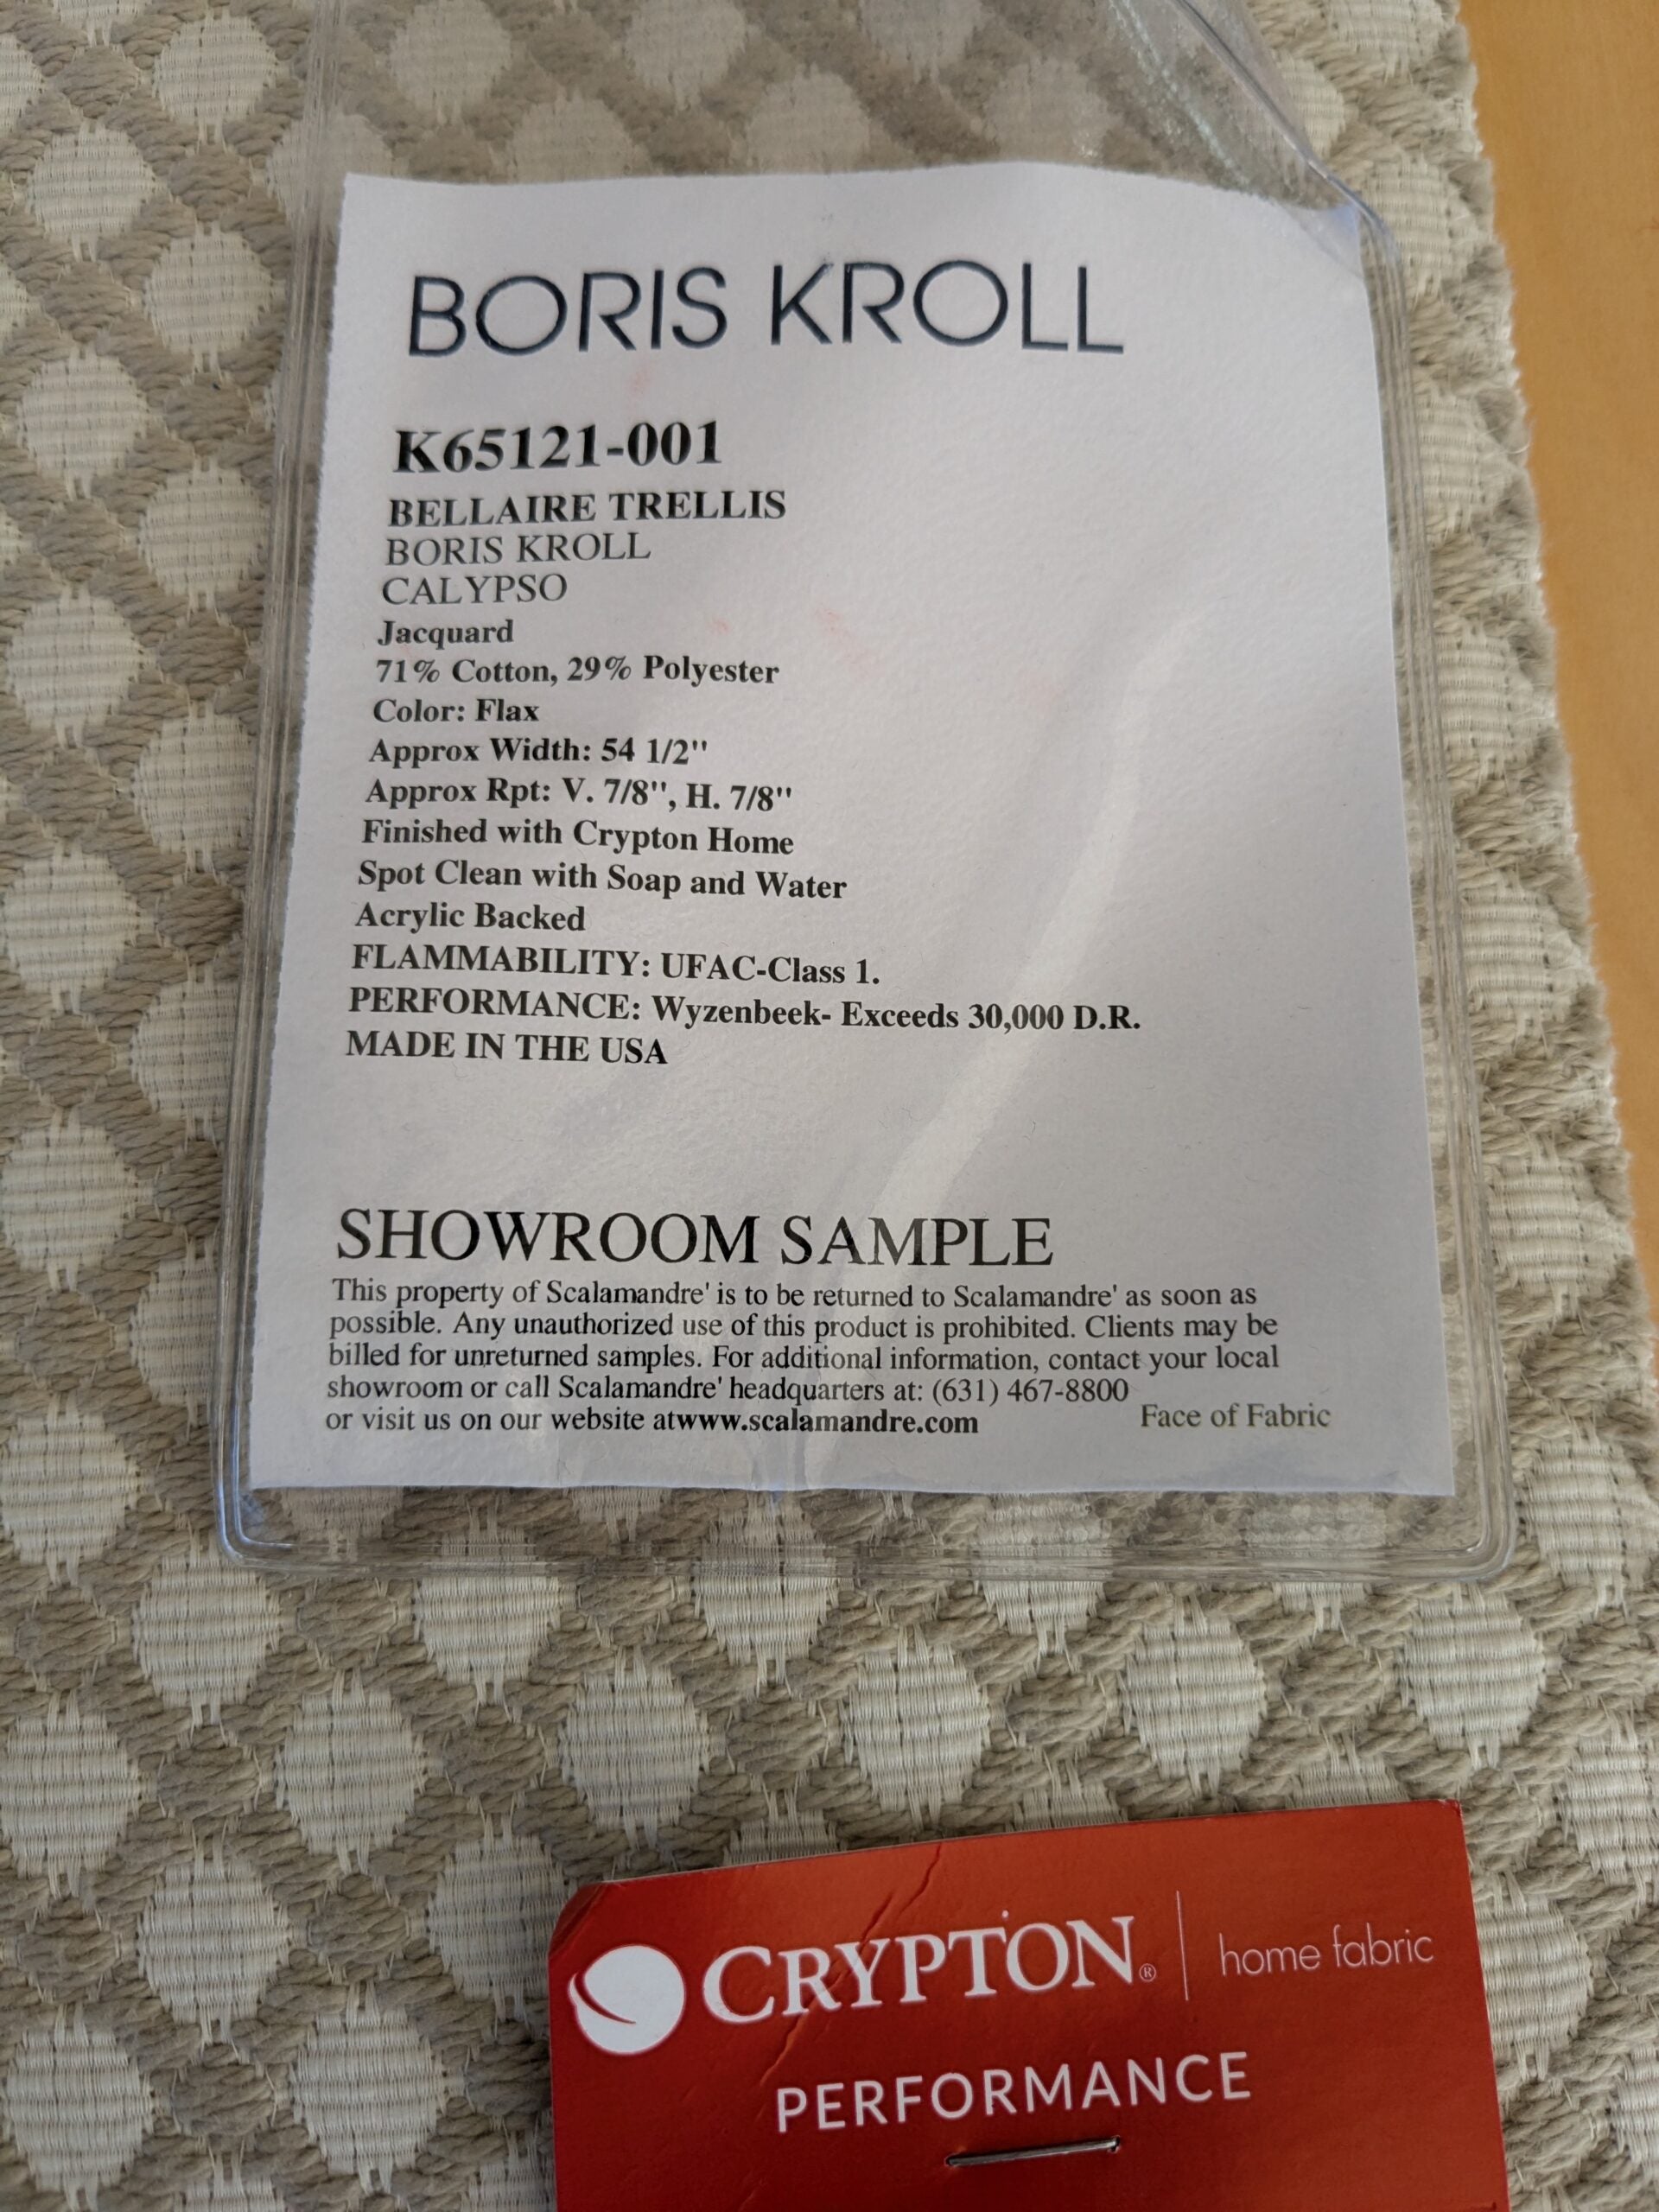 BORIS KROLL
K65121-001
BELLAIRE TRELLIS
BORIS KROLL
CALYPSO
Jacquard
71% Cotton, 29% Polyester
Color: Flax
Approx Width: 54 1/2"
Approx Rpt: V. 7/8", H. 7/8"
Finished with Crypton Home
Spot Clean with Soap and Water
Acrylic Backed
FLAMMABILITY: UFAC-Class 1.
PERFORMANCE: Wyzenbeek- Exceeds 30,000 D.R.
MADE IN THE USA
SHOWROOM SAMPLE
This property of Scalamandre' is to be returned to Scalamandre' as soon as
possible. Any unauthorized use of this product is prohibited. Clients may be
billed for unreturned samples. For additional information, contact your local
showroom or call Scalamandre' headquarters at: (631) 467-8800
or visit us on our website atwww.scalamandre.com
Face of Fabric
CRYPTON® | home fabric
PERFORMANCE